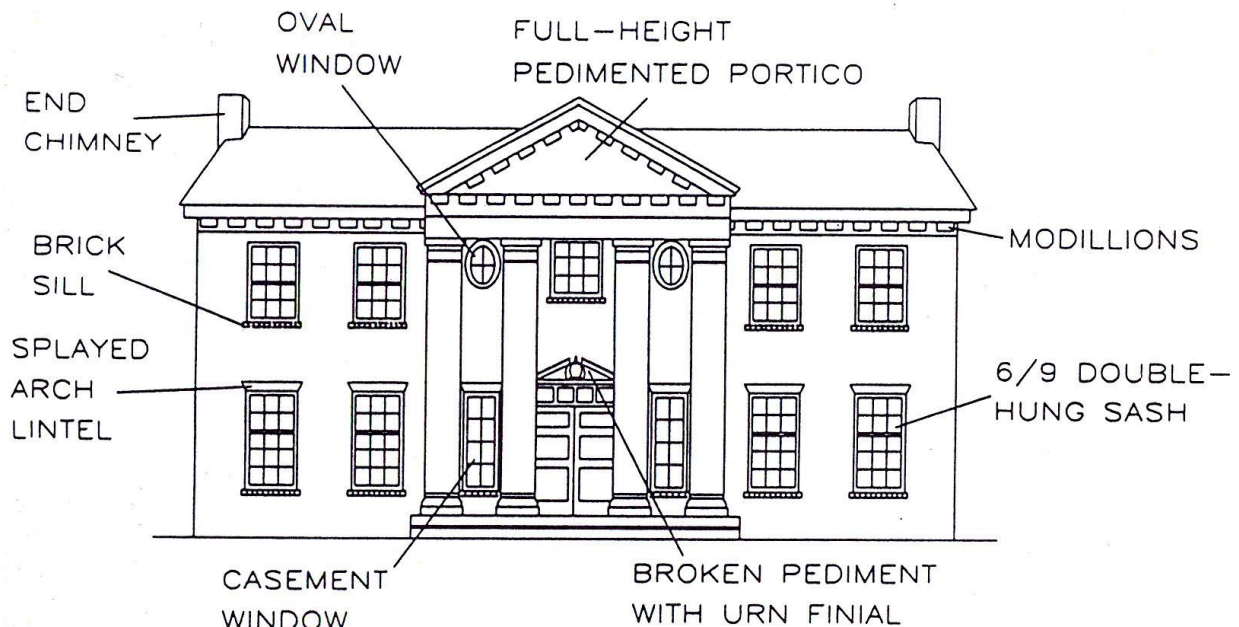 OVAL
WINDOW
FULL-HEIGHT
PEDIMENTED PORTICO
END
CHIMNEY
BRICK
SILL
MODILLIONS
SPLAYED
ARCH
LINTEL
6/9 DOUBLE-
HUNG SASH
CASEMENT
WINDOW
BROKEN PEDIMENT
WITH URN FINIAL